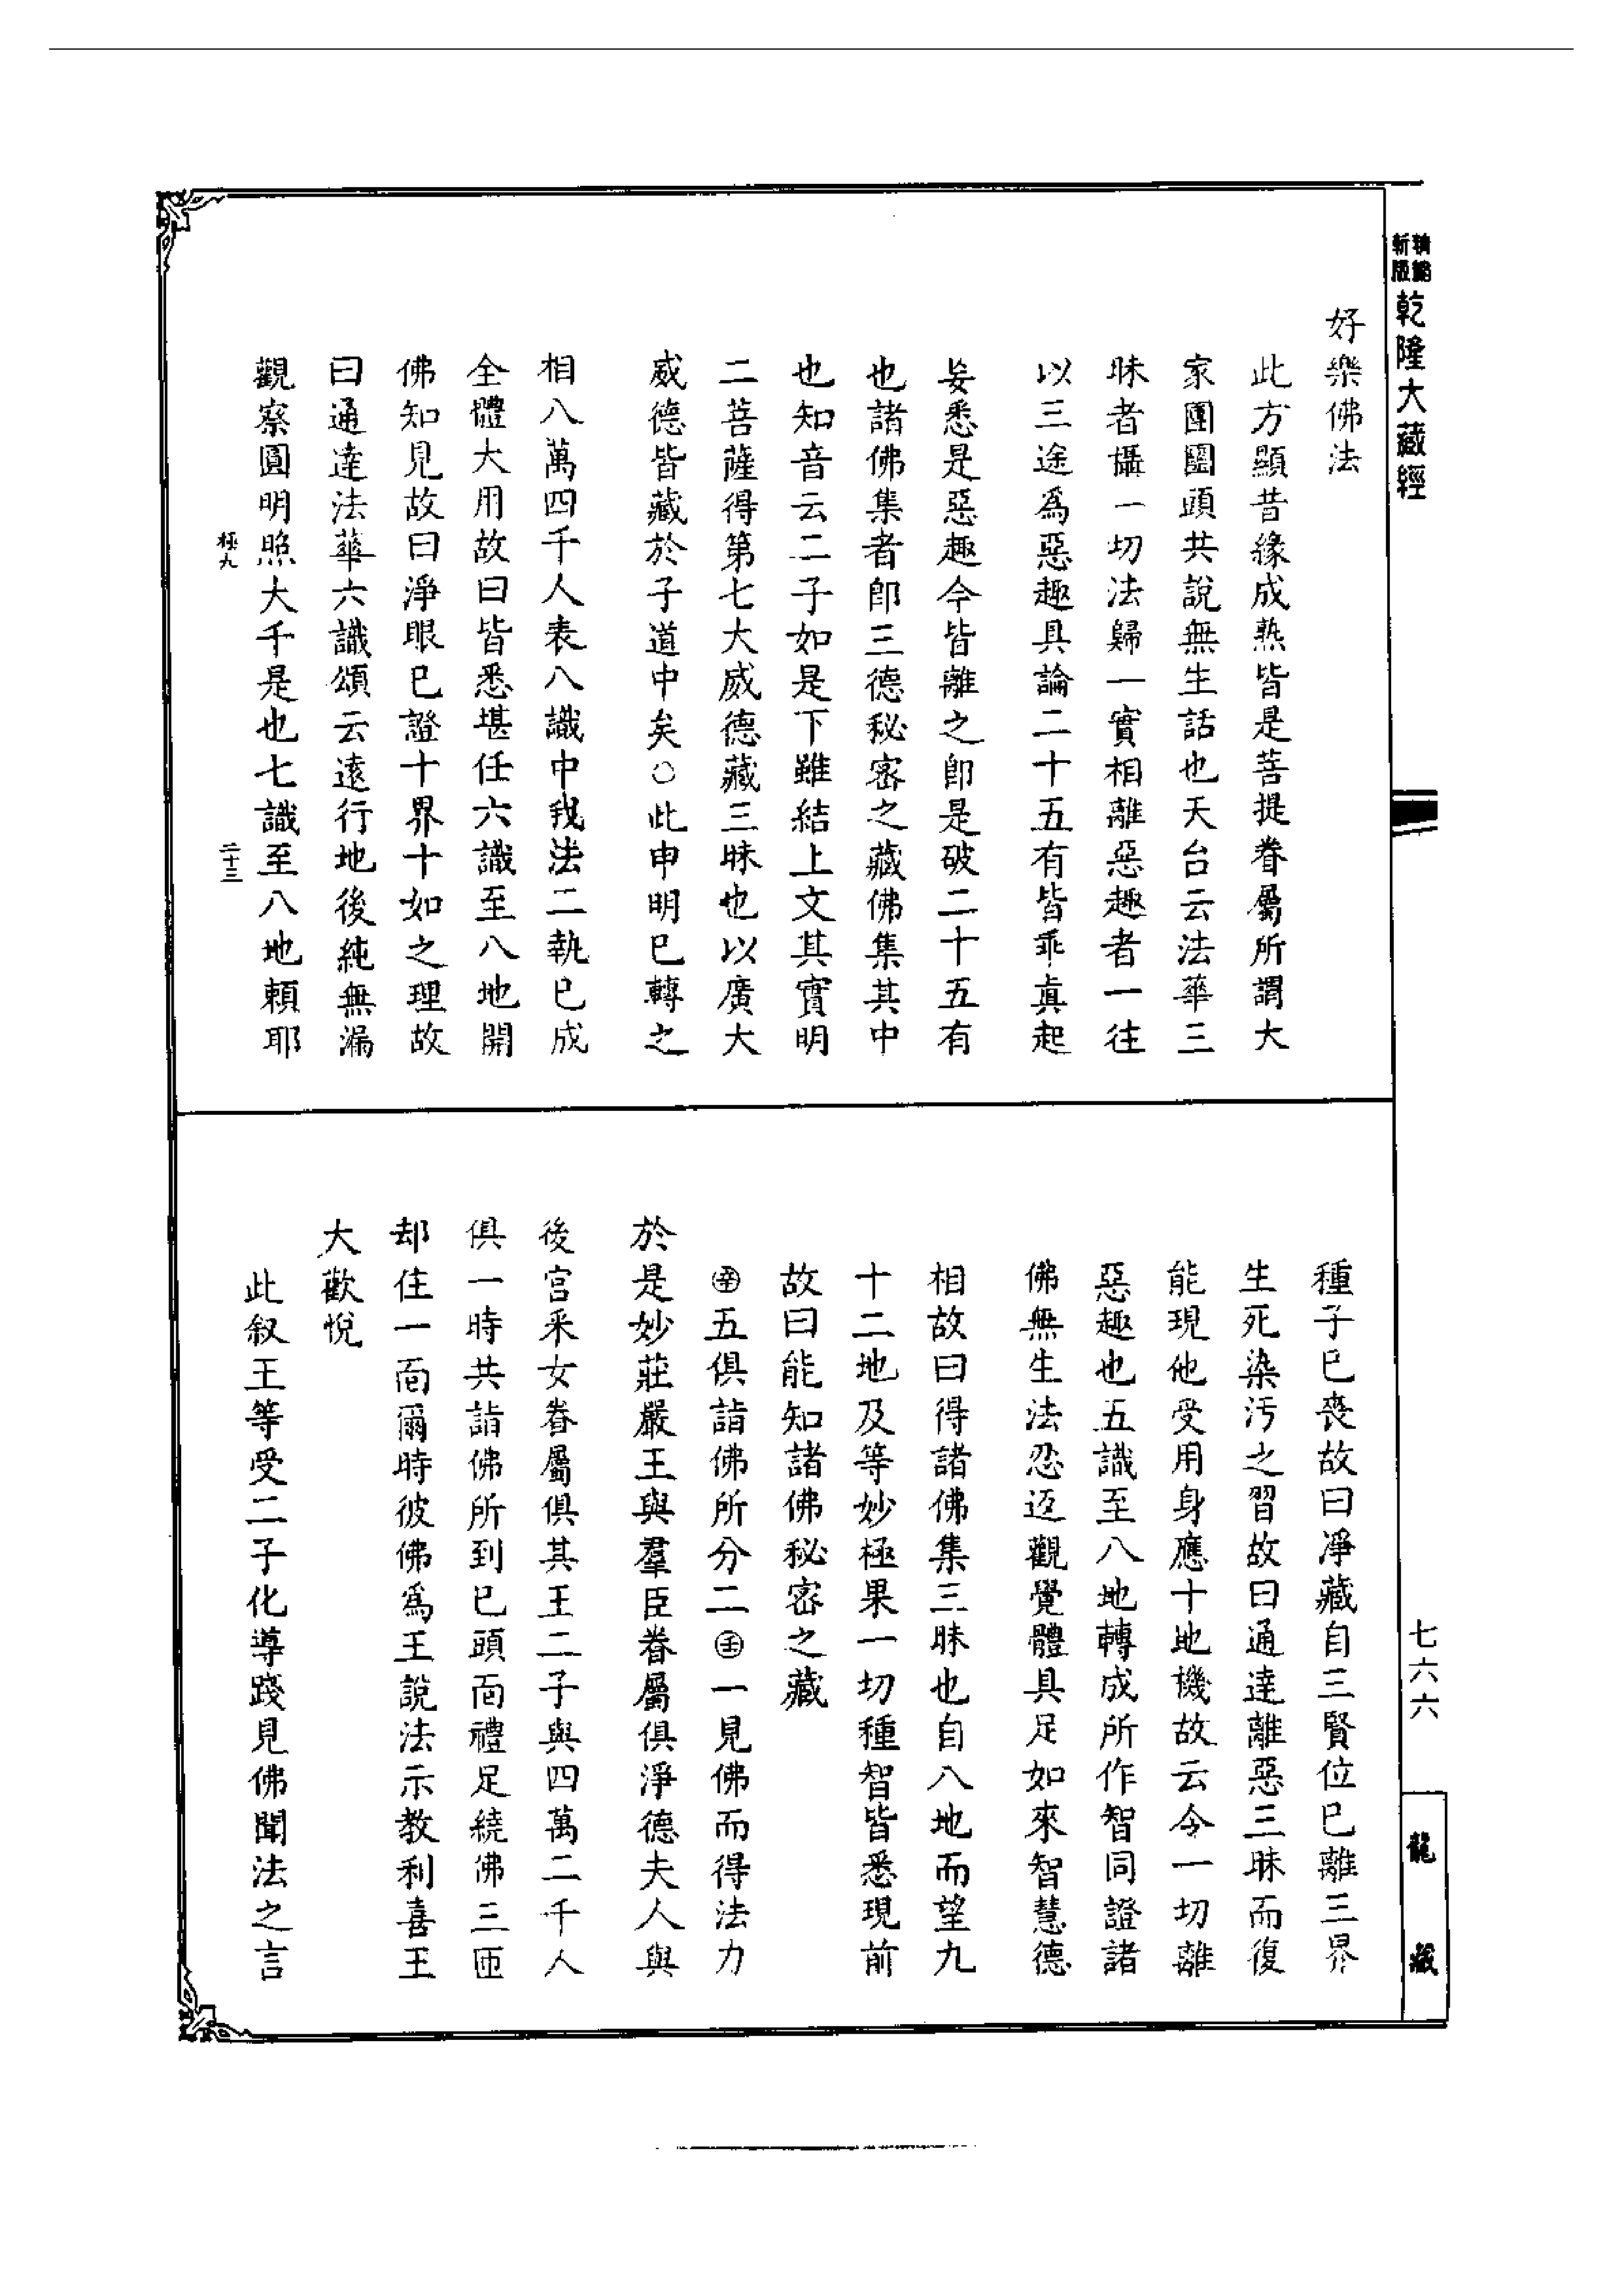 精縮新版乾隆大藏經
七六六
龍藏
好樂佛法
此方顯昔緣成熟皆是菩提眷屬所謂大
家團圞頭共說無生話也天台云法華三
昧者攝一切法歸一實相離惡趣者一往
以三途為惡趣具論二十五有皆乖真起
妄悉是惡趣今皆離之即是破二十五有
也諸佛集者即三德秘密之藏佛集其中
也知音云二子如是下雖結上文其實明
二菩薩得第七大威德藏三昧也以廣大
威德皆藏於子道中矣○此申明已轉之
相八萬四千人表八識中我法二執已成
全體大用故曰皆悉堪任六識至八地開
佛知見故曰淨眼已證十界十如之理故
曰通達法華六識頌云遠行地後純無漏
觀察圓明照大千是也七識至八地賴耶
極九
二十三
種子已喪故曰淨藏自三賢位已離三界
生死染污之習故曰通達離惡三昧而復
能現他受用身應十地機故云令一切離
惡趣也五識至八地轉成所作智同證諸
佛無生法忍返觀覺體具足如來智慧德
相故曰得諸佛集三昧也自八地而望九
十二地及等妙極果一切種智皆悉現前
故曰能知諸佛秘密之藏
㊛五俱詣佛所分二㊛一見佛而得法力
於是妙莊嚴王與羣臣眷屬俱淨德夫人與
後宮釆女眷屬俱其王二子與四萬二千人
俱一時共詣佛所到已頭面禮足繞佛三匝
却住一面爾時彼佛為王說法示教利喜王
大歡悅
此叙王等受二子化導踐見佛聞法之言